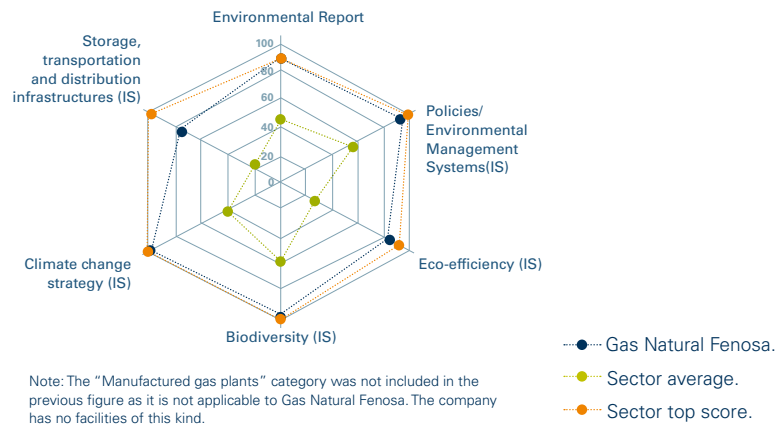 Environmental Report
Storage,
transportation
and distribution
infrastructures (IS)
100
80
60
40
20
0
Policies/
Environmental
Management
Systems(IS)
Climate change
strategy (IS)
Eco-efficiency (IS)
Biodiversity (IS)
Gas Natural Fenosa.
Sector average.
Sector top score.
Note: The “Manufactured gas plants” category was not included in the
previous figure as it is not applicable to Gas Natural Fenosa. The company
has no facilities of this kind.